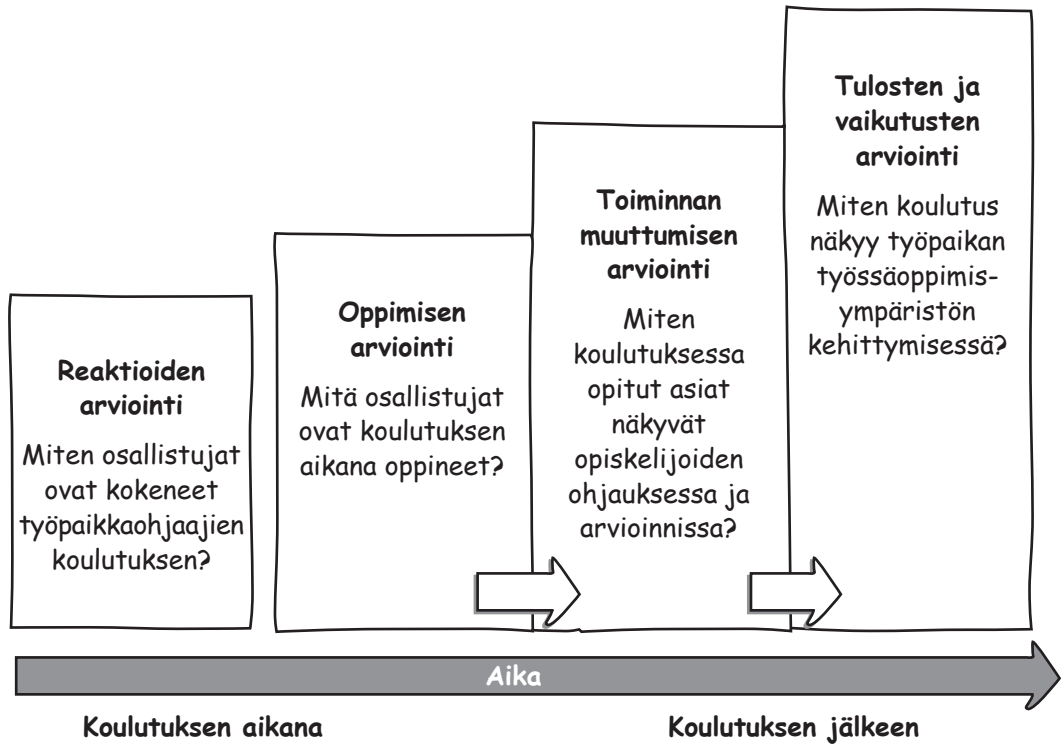 Reaktioiden
arviointi
Miten osallistujat
ovat kokeneet
työpaikkaohjaajien
koulutuksen?
Oppimisen
arviointi
Mitä osallistujat
ovat koulutuksen
aikana oppineet?
Toiminnan
muuttumisen
arviointi
Miten
koulutuksessa
opitut asiat
näkyvät
opiskelijoiden
ohjauksessa ja
arvioinnissa?
Tulosten ja
vaikutusten
arviointi
Miten koulutus
näkyy työpaikan
työssäoppimis-
ympäristön
kehittymisessä?
Aika
Koulutuksen aikana
Koulutuksen jälkeen